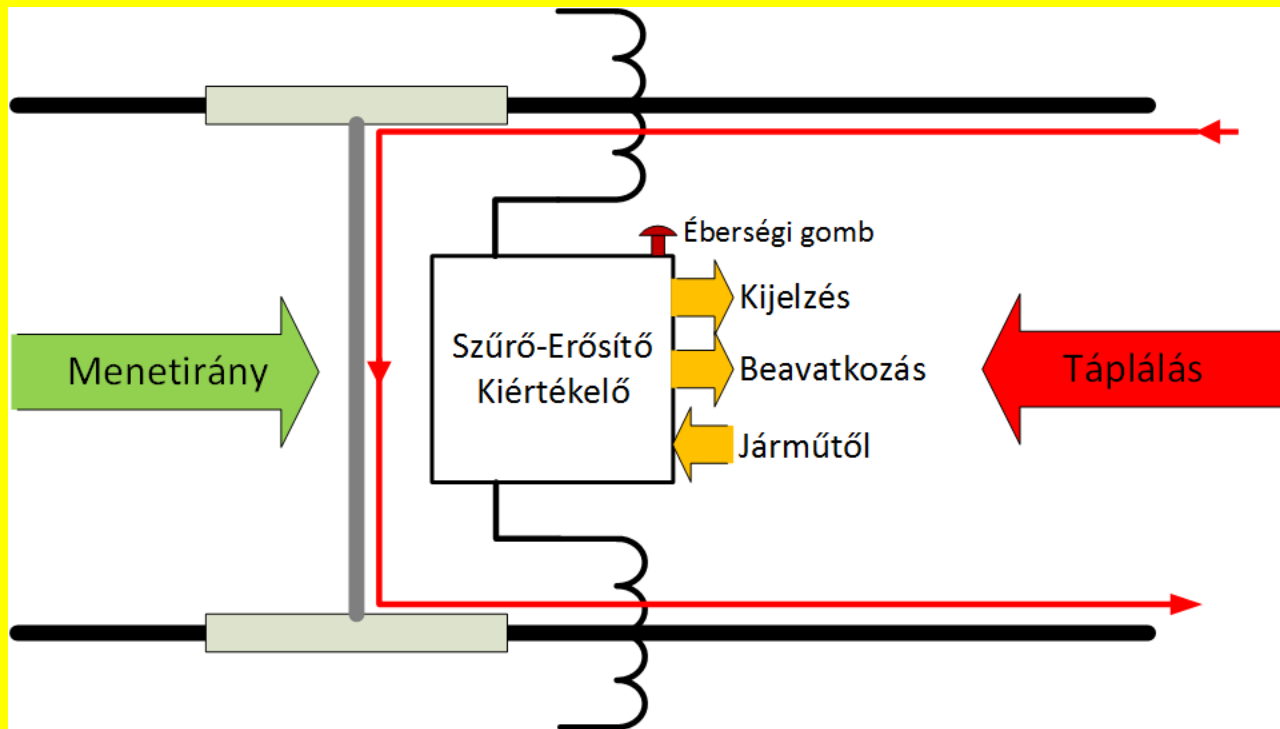 Éberségi gomb
Kijelzés
Szűrő-Erősítő
Kiértékelő
Menetirány
Beavatkozás
Táplálás
Járműtől